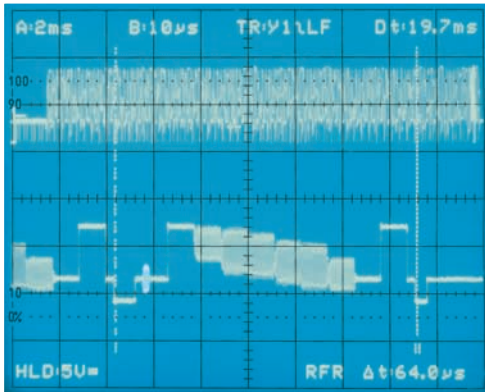 A:2ms B:10µs TR:Y1~LF Dt:19.7ms
100
90
10
0%
HLD:5V= RFR Δt:64.0µs